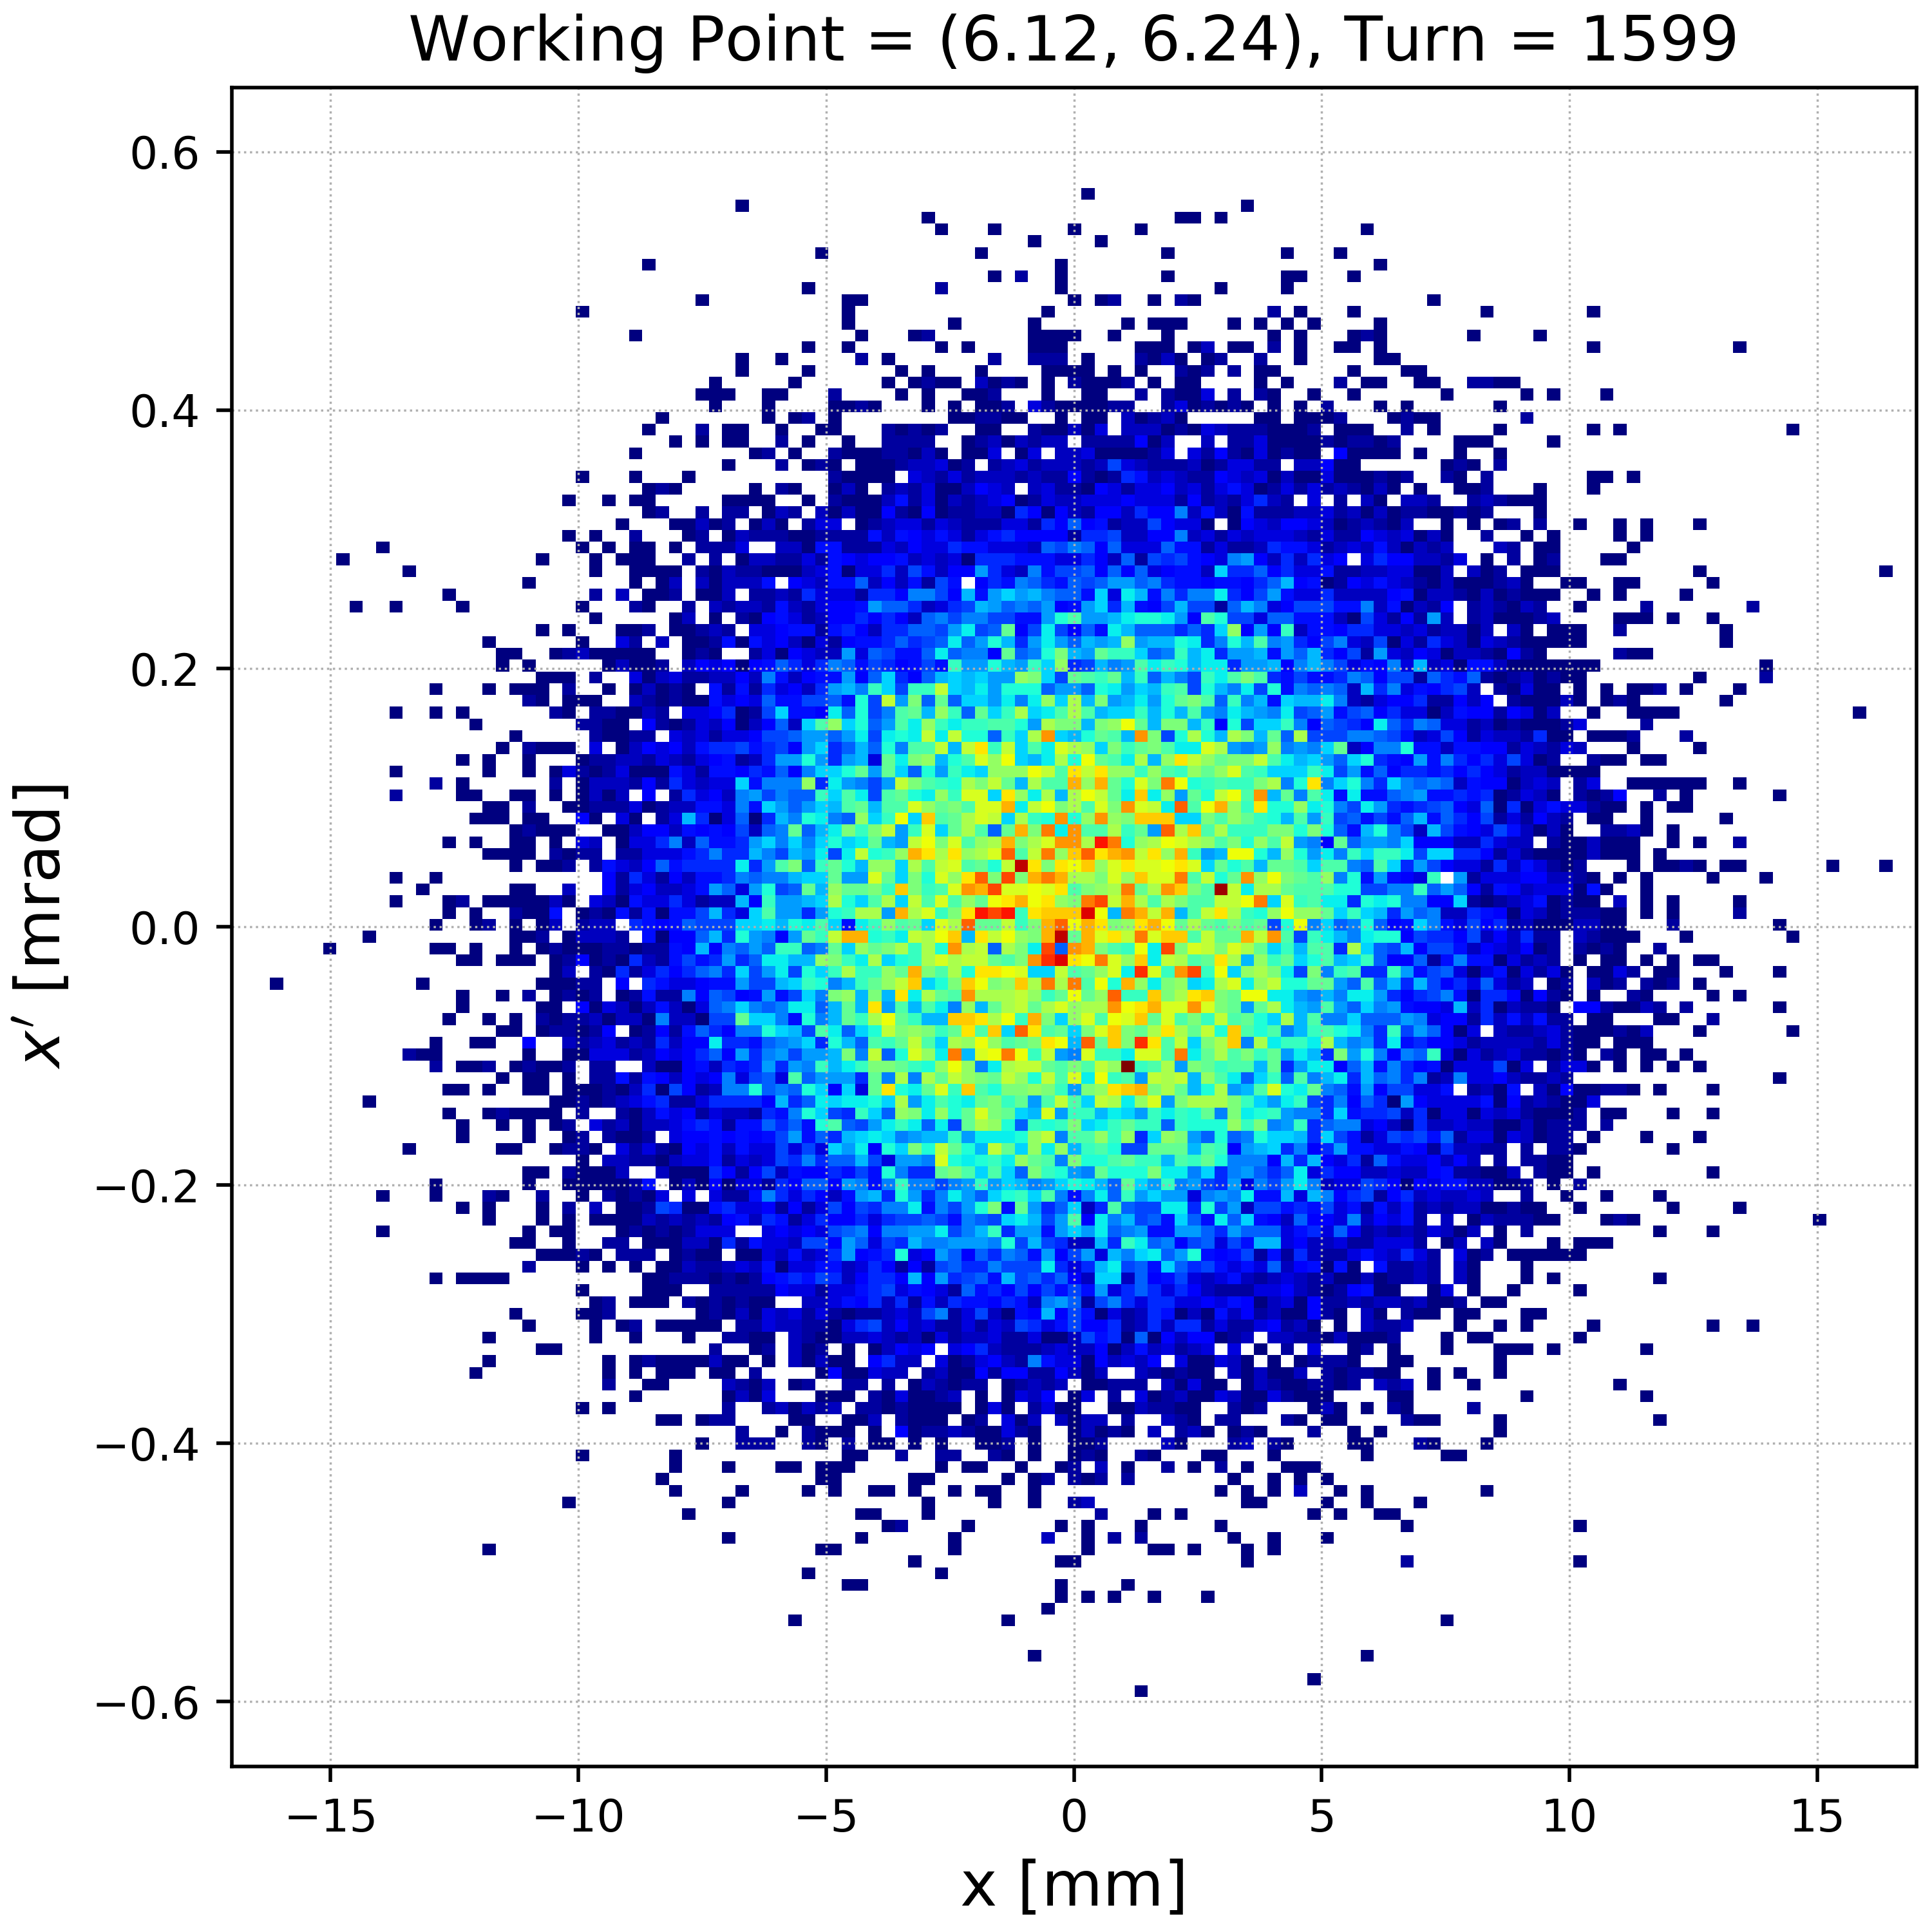 Working Point = (6.12, 6.24), Turn = 1599
0.6
0.4
0.2
0.0
−0.2
−0.4
−0.6
x′ [mrad]
−15 −10 −5 0 5 10 15
x [mm]